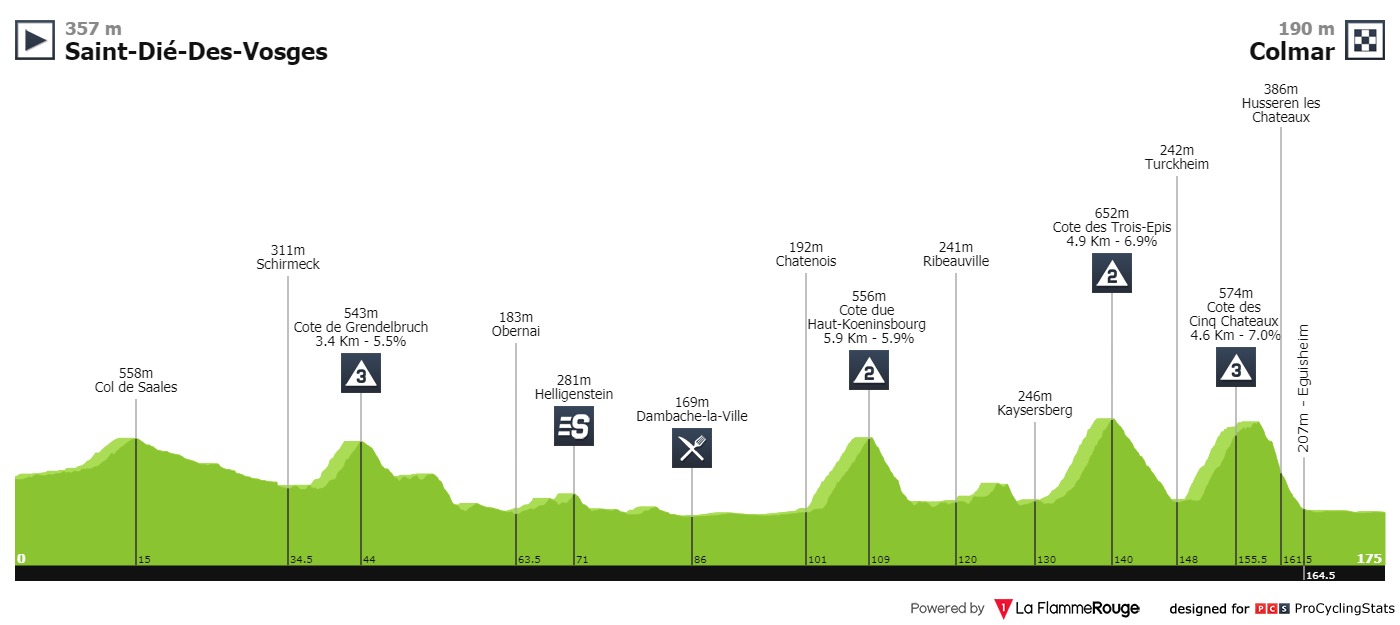 357 m
Saint-Dié-Des-Vosges
190 m
Colmar
558m
Col de Saales
311m
Schirmeck
543m
Cote de Grendelbruch
3.4 Km - 5.5%
3
183m
Obernai
281m
Helligenstein
S
169m
Dambache-la-Ville
192m
Chatenois
556m
Cote due
Haut-Koeninsbourg
5.9 Km - 5.9%
2
241m
Ribeauville
246m
Kaysersberg
652m
Cote des Trois-Epis
4.9 Km - 6.9%
2
242m
Turckheim
574m
Cote des
Cinq Chateaux
4.6 Km - 7.0%
3
386m
Husseren les
Chateaux
207m - Eguisheim
0
15
34.5
44
63.5
71
86
101
109
120
130
140
148
155.5
161.5
175
164.5
Powered by 1 La FlammeRouge
designed for PCS ProCyclingStats